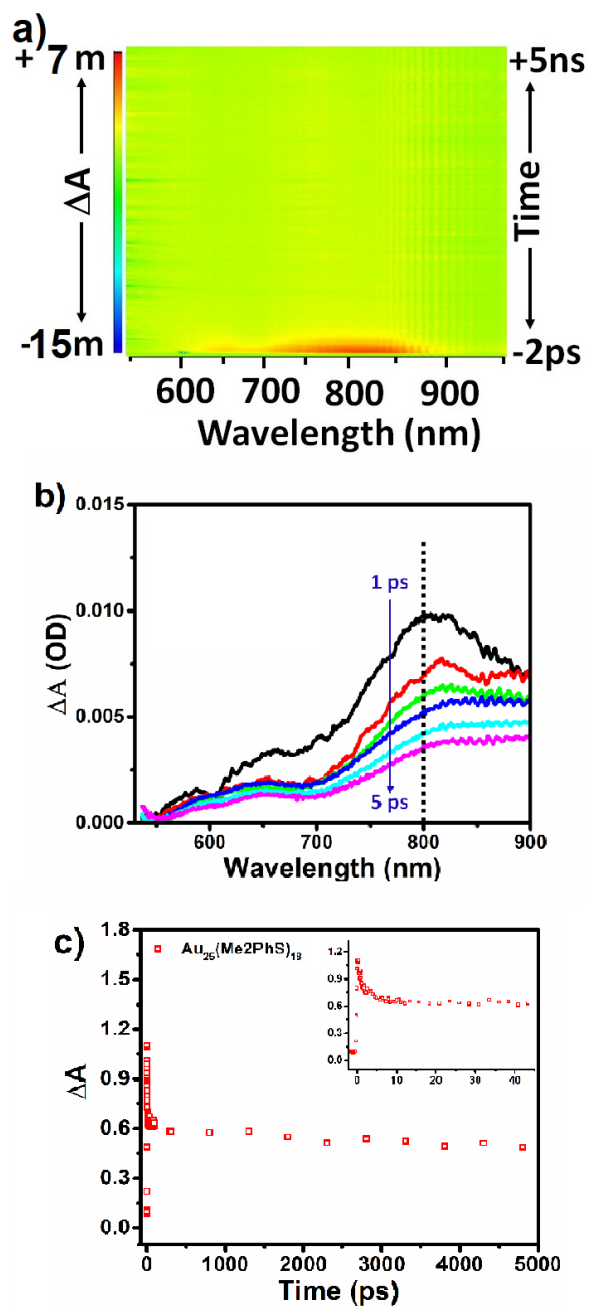 a)
+ 7 m
ΔA
-15m
+5ns
Time
-2ps
600 700 800 900
Wavelength (nm)
b)
0.015
0.010
0.005
0.000
ΔA (OD)
1 ps
5 ps
600 700 800 900
Wavelength (nm)
c)
1.8
1.5
1.2
0.9
0.6
0.3
0.0
ΔA
Au25(Me2PhS)18
1.2
0.9
0.6
0.3
0.0
0 10 20 30 40
0 1000 2000 3000 4000 5000
Time (ps)